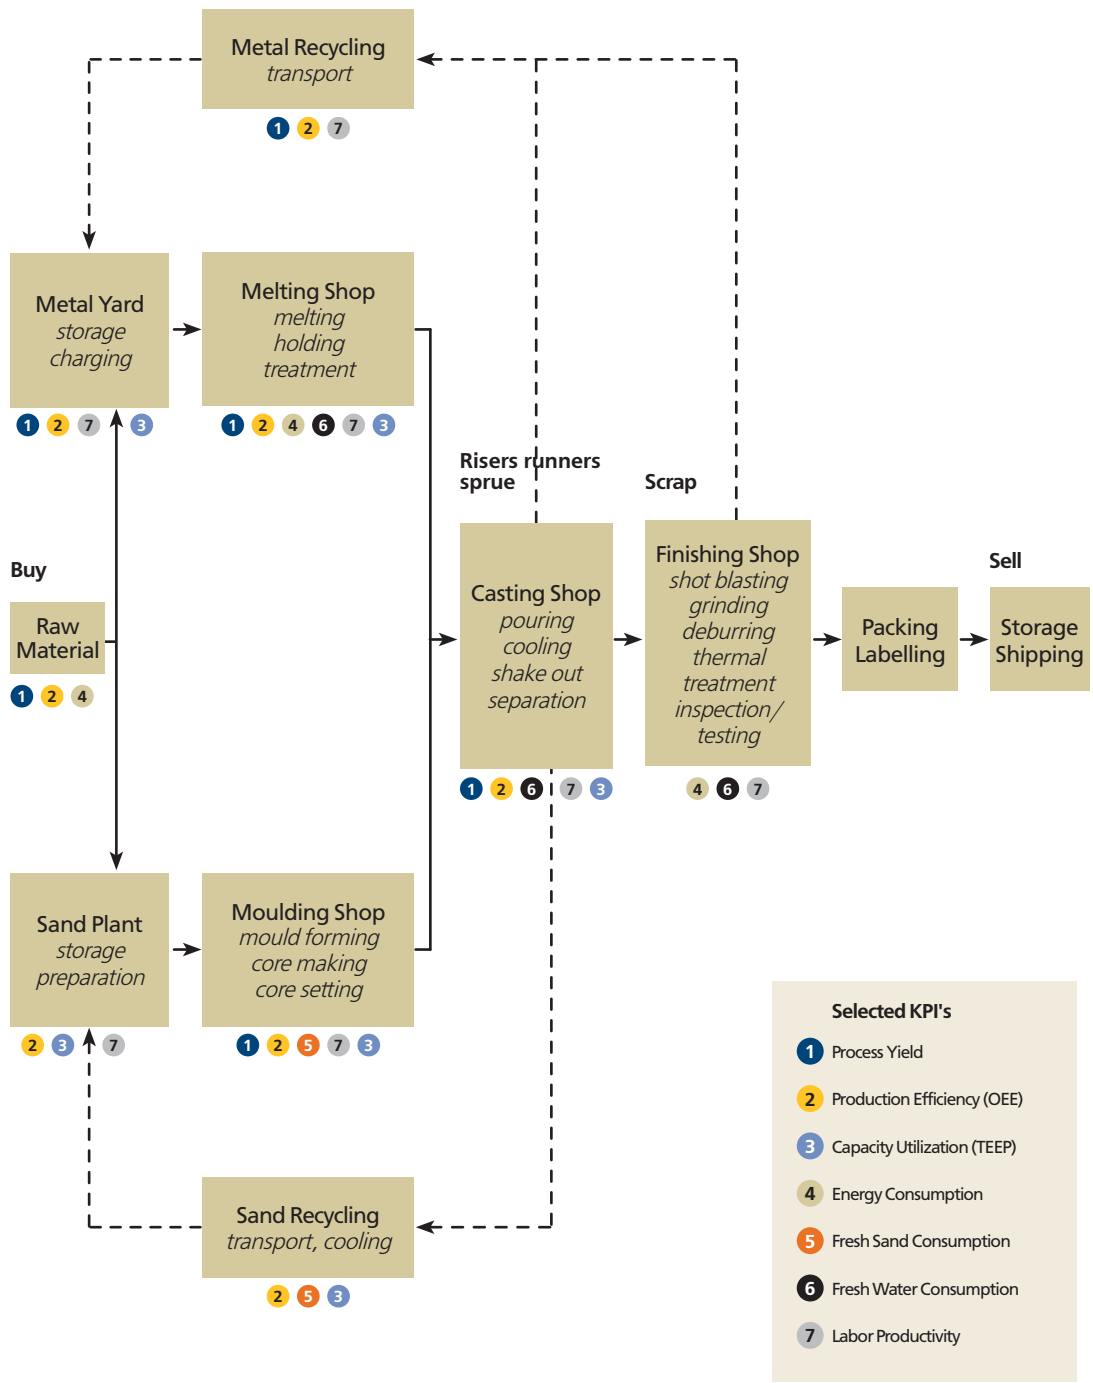 Metal Recycling
transport
1 2 7
Metal Yard
storage
charging
1 2 7 3
Melting Shop
melting
holding
treatment
1 2 4 6 7 3
Risers runners
sprue
Scrap
Buy
Raw
Material
1 2 4
Casting Shop
pouring
cooling
shake out
separation
1 2 6 7 3
Finishing Shop
shot blasting
grinding
deburring
thermal
treatment
inspection/
testing
4 6 7
Packing
Labelling
Sell
Storage
Shipping
Sand Plant
storage
preparation
2 3 7
Moulding Shop
mould forming
core making
core setting
1 2 5 7 3
Sand Recycling
transport, cooling
2 5 3
Selected KPI's
1 Process Yield
2 Production Efficiency (OEE)
3 Capacity Utilization (TEEP)
4 Energy Consumption
5 Fresh Sand Consumption
6 Fresh Water Consumption
7 Labor Productivity